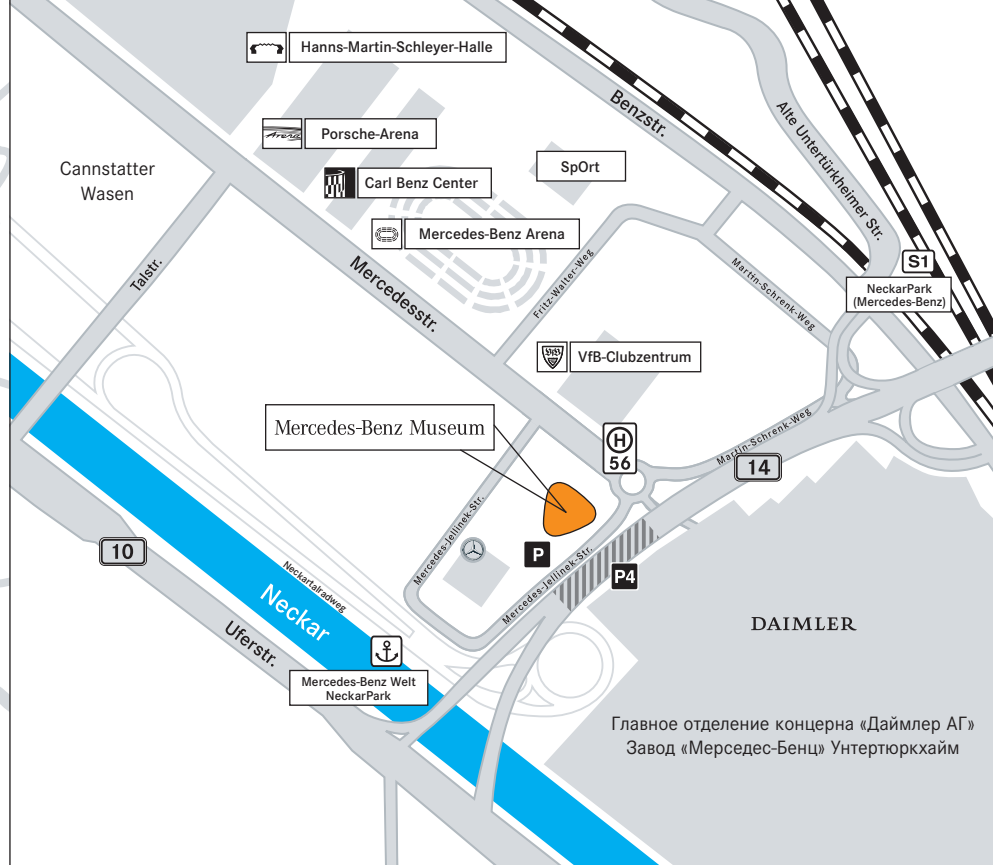 Hanns-Martin-Schleyer-Halle
Benzstr.
Alte Untertürkheimer Str.
Arena
Porsche-Arena
Cannstatter
Wasen
SpOrt
Carl Benz Center
Mercedes-Benz Arena
Talstr.
Mercedesstr.
Fritz-Walter-Weg
Martin-Schrenk-Weg
S1
NeckarPark
(Mercedes-Benz)
VfB
VfB-Clubzentrum
Mercedes-Benz Museum
H
56
Martin-Schrenk-Weg
14
Mercedes-Jellinek-Str.
10
P
Mercedes-Jellinek-Str.
P4
Neckartalradweg
Neckar
Uferstr.
DAIMLER
Mercedes-Benz Welt
NeckarPark
Главное отделение концерна «Даймлер АГ»
Завод «Мерседес-Бенц» Унтертюркхайм